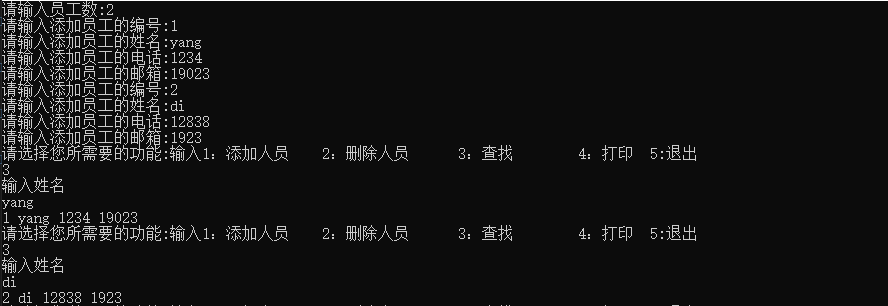 请输入员工数:2
请输入添加员工的编号:1
请输入添加员工的姓名:yang
请输入添加员工的电话:1234
请输入添加员工的邮箱:19023
请输入添加员工的编号:2
请输入添加员工的姓名:di
请输入添加员工的电话:12838
请输入添加员工的邮箱:1923
请选择您所需要的功能:输入1：添加人员    2：删除人员      3：查找        4：打印  5:退出
3
输入姓名
yang
1 yang 1234 19023
请选择您所需要的功能:输入1：添加人员    2：删除人员      3：查找        4：打印  5:退出
3
输入姓名
di
2 di 12838 1923